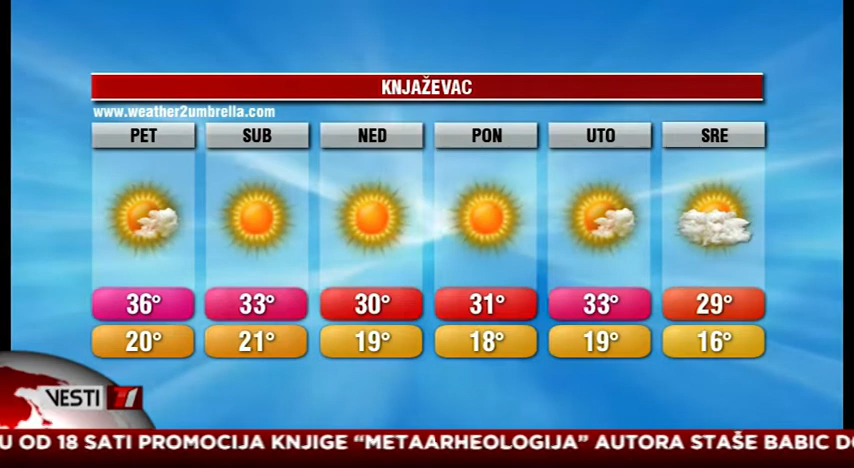 KNJAŽEVAC
www.weather2umbrella.com
PET SUB NED PON UTO SRE
36° 33° 30° 31° 33° 29°
20° 21° 19° 18° 19° 16°
VESTI
U OD 18 SATI PROMOCIJA KNJIGE “METAARHEOLOGIJA” AUTORA STAŠE BABIC